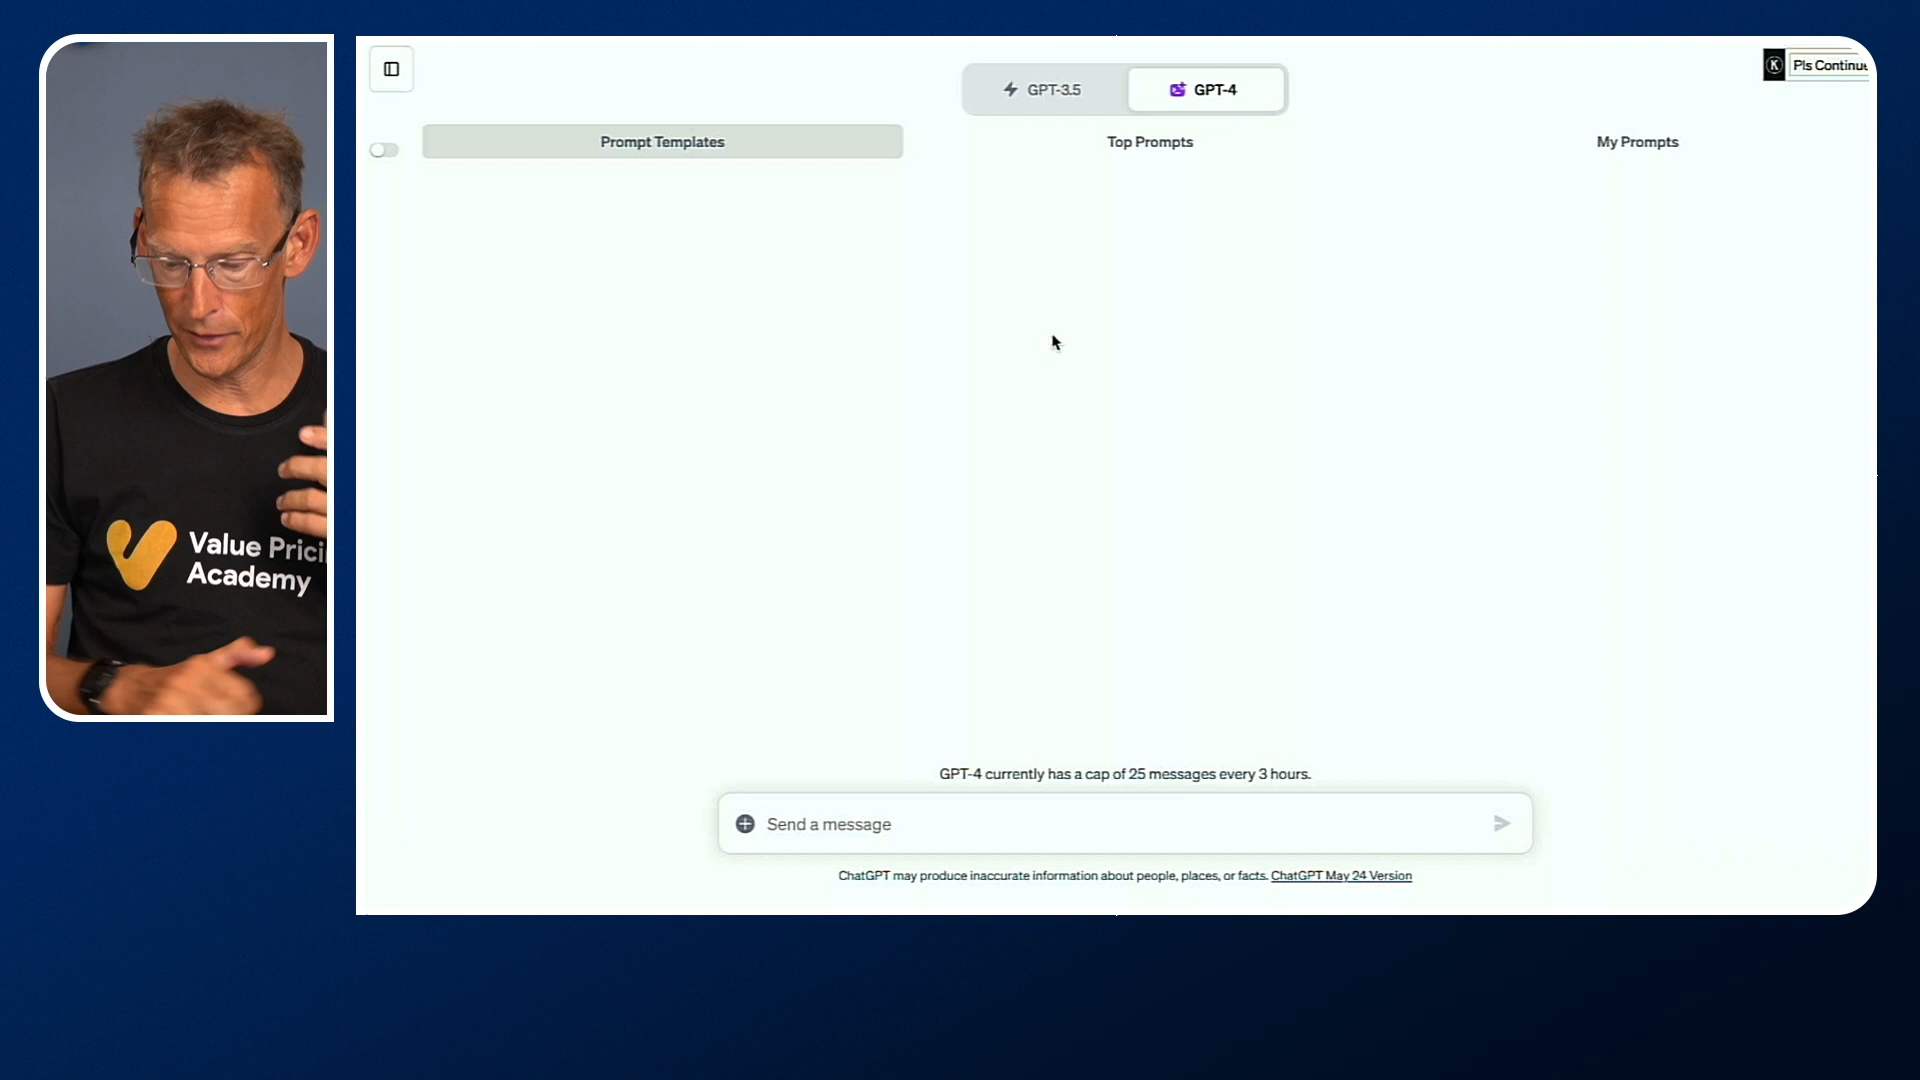 Value Prici
Academy
GPT-3.5
GPT-4
Pls Continue
Prompt Templates
Top Prompts
My Prompts
GPT-4 currently has a cap of 25 messages every 3 hours.
Send a message
ChatGPT may produce inaccurate information about people, places, or facts. ChatGPT May 24 Version